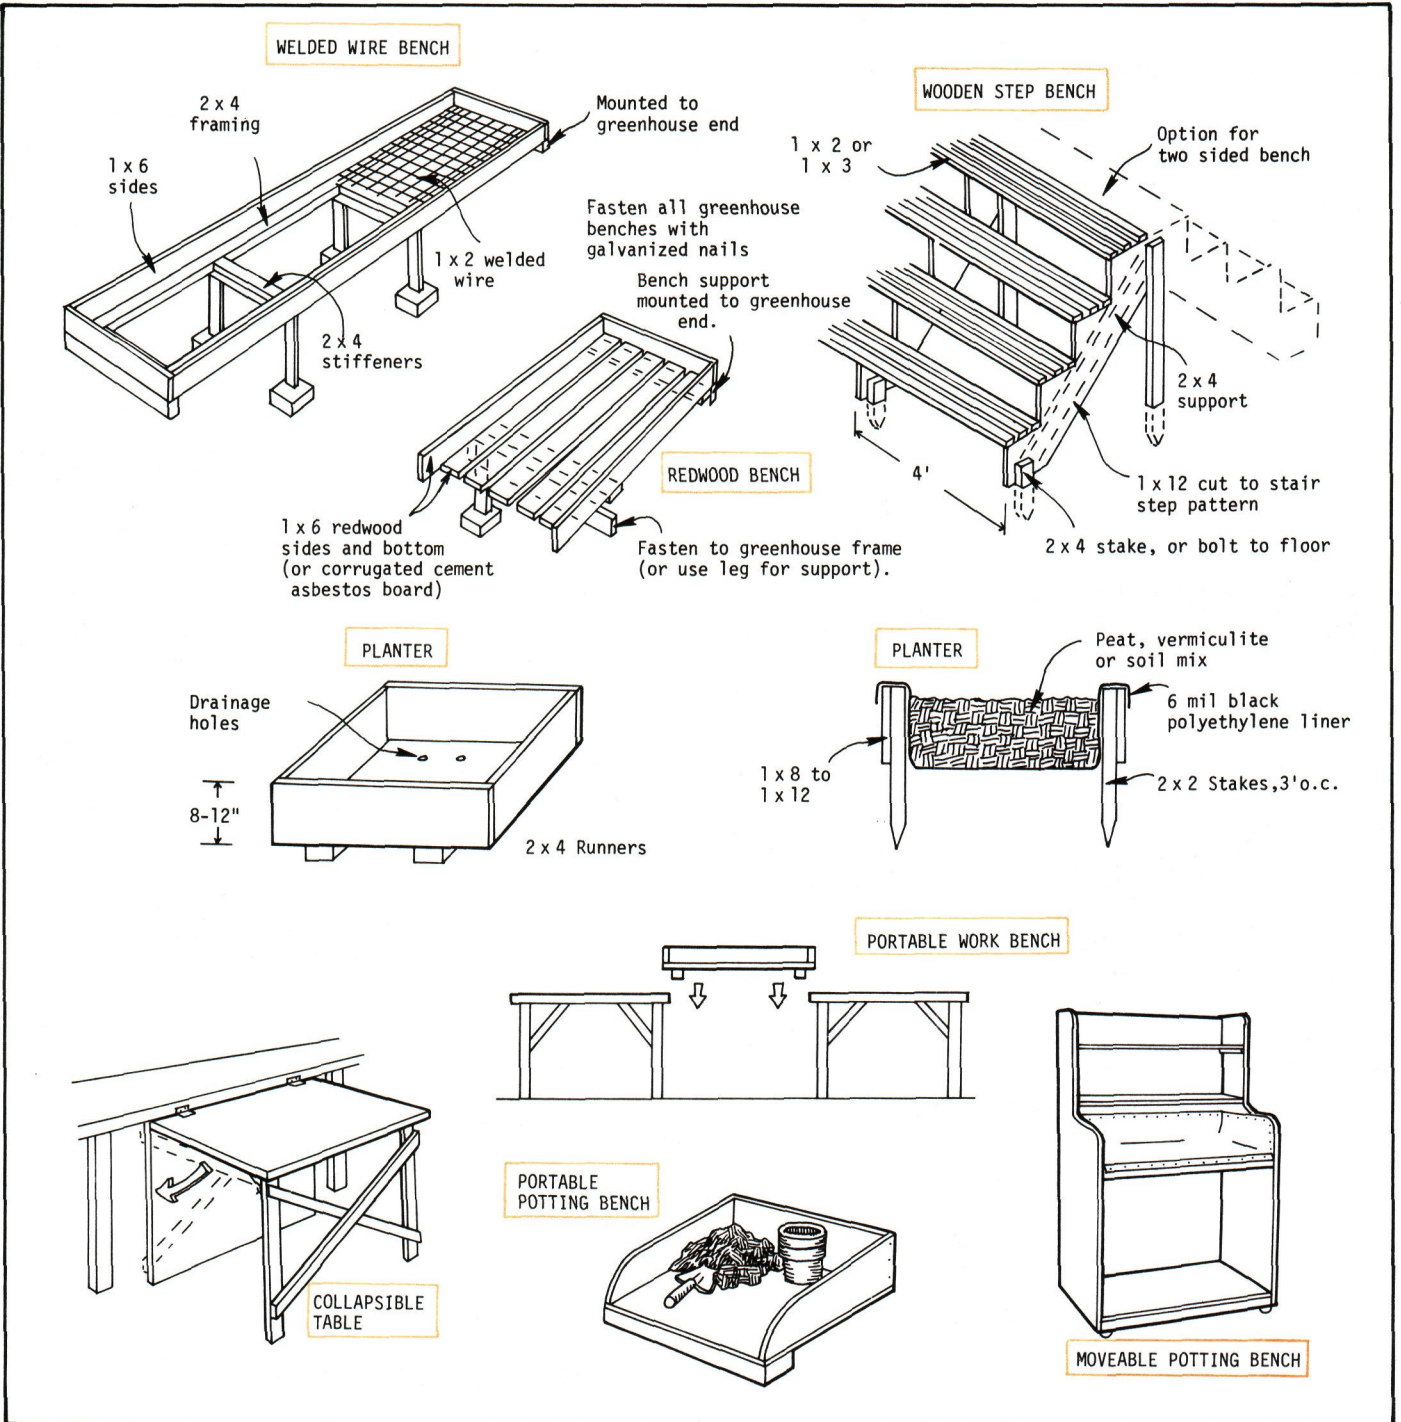 WELDED WIRE BENCH
2 x 4
framing
1 x 6
sides
Mounted to
greenhouse end
1 x 2 welded
wire
2 x 4
stiffeners
Fasten all greenhouse
benches with
galvanized nails
Bench support
mounted to greenhouse
end.
REDWOOD BENCH
1 x 6 redwood
sides and bottom
(or corrugated cement
asbestos board)
Fasten to greenhouse frame
(or use leg for support).
WOODEN STEP BENCH
1 x 2 or
1 x 3
Option for
two sided bench
2 x 4
support
4'
1 x 12 cut to stair
step pattern
2 x 4 stake, or bolt to floor
PLANTER
Drainage
holes
8-12"
2 x 4 Runners
PLANTER
Peat, vermiculite
or soil mix
6 mil black
polyethylene liner
1 x 8 to
1 x 12
2 x 2 Stakes,3'o.c.
PORTABLE WORK BENCH
COLLAPSIBLE
TABLE
PORTABLE
POTTING BENCH
MOVEABLE POTTING BENCH